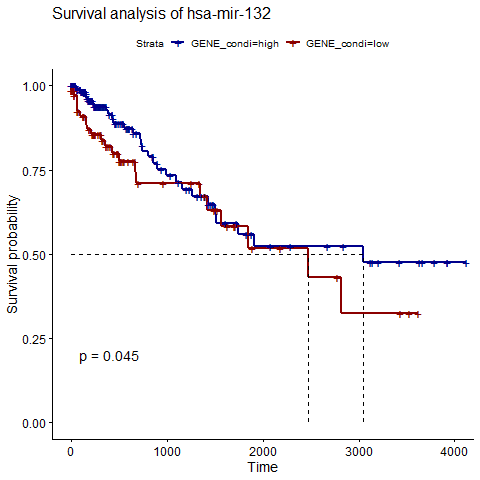 Survival analysis of hsa-mir-132
Strata GENE_condi=high GENE_condi=low
Survival probability
1.00
0.75
0.50
0.25
0.00
p = 0.045
0 1000 2000 3000 4000
Time